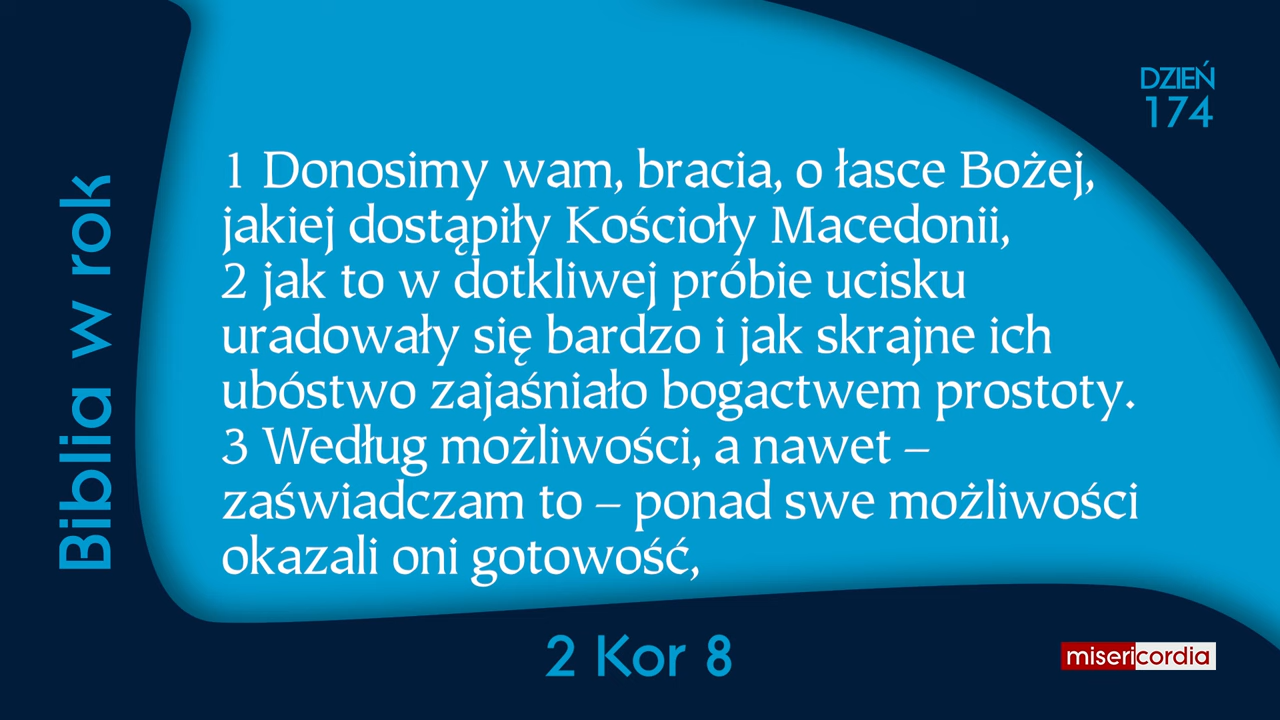 Biblia w rok
DZIEŃ
174
1 Donosimy wam, bracia, o łasce Bożej,
jakiej dostąpiły Kościoły Macedonii,
2 jak to w dotkliwej próbie ucisku
uradowały się bardzo i jak skrajne ich
ubóstwo zajaśniało bogactwem prostoty.
3 Według możliwości, a nawet –
zaświadczam to – ponad swe możliwości
okazali oni gotowość,
2 Kor 8
misericordia